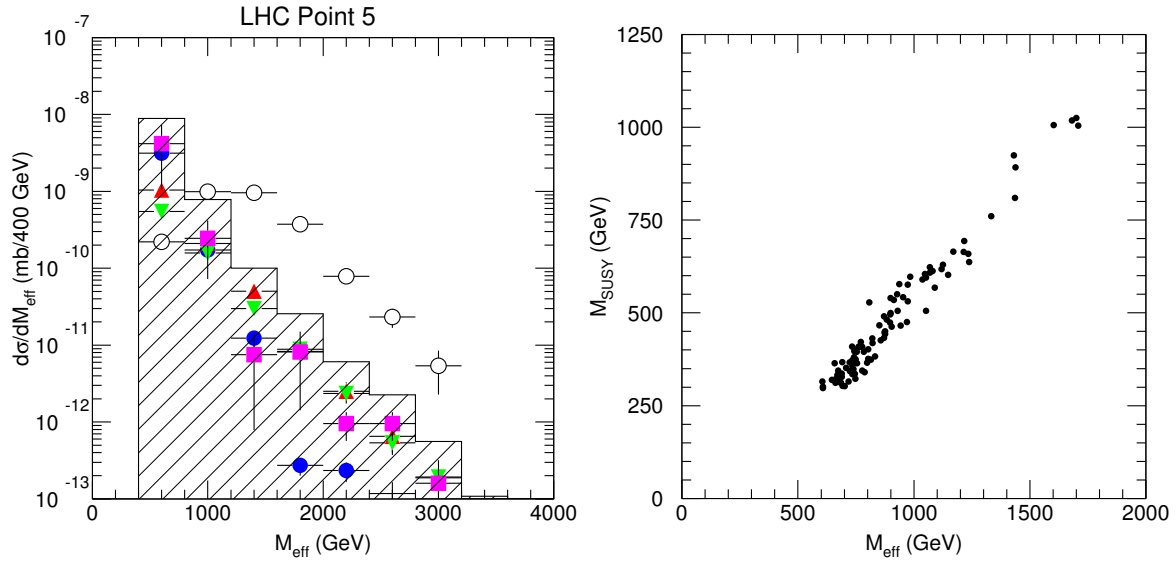 LHC Point 5
dσ/dM_eff (mb/400 GeV)
10 -7
10 -8
10 -9
10 -10
10 -11
10 -12
10 -13
0 1000 2000 3000 4000
M_eff (GeV)
M_SUSY (GeV)
1250
1000
750
500
250
0
0 500 1000 1500 2000
M_eff (GeV)